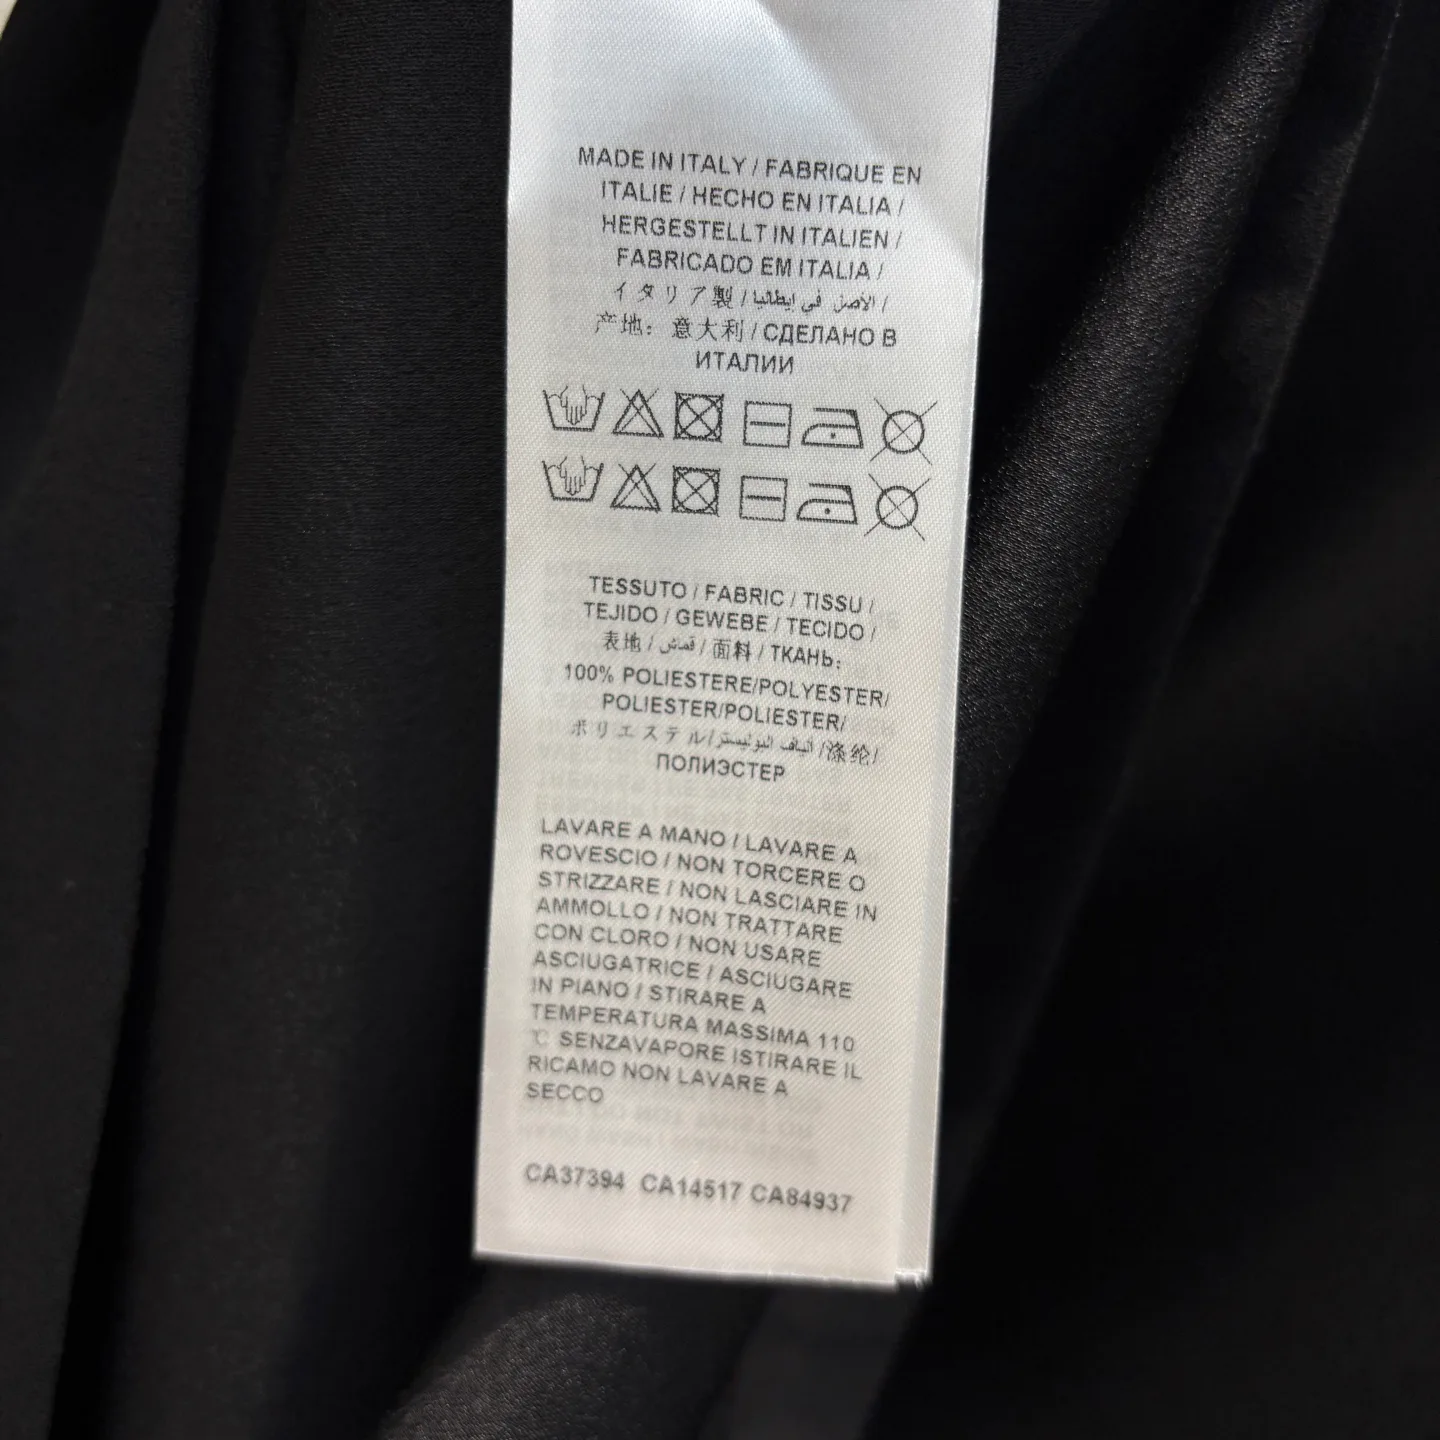 MADE IN ITALY / FABRIQUE EN
ITALIE / HECHO EN ITALIA /
HERGESTELLT IN ITALIEN /
FABRICADO EM ITALIA /
イタリア製 / الأصل في إيطاليا /
产地：意大利 / СДЕЛАНО В
ИТАЛИИ
TESSUTO / FABRIC / TISSU /
TEJIDO / GEWEBE / TECIDO /
表地 / قماش / 面料 / ТКАНЬ:
100% POLIESTERE/POLYESTER/
POLIESTER/POLIESTER/
ポリエステル/ألياف البوليستر/涤纶/
ПОЛИЭСТЕР
LAVARE A MANO / LAVARE A
ROVESCIO / NON TORCERE O
STRIZZARE / NON LASCIARE IN
AMMOLLO / NON TRATTARE
CON CLORO / NON USARE
ASCIUGATRICE / ASCIUGARE
IN PIANO / STIRARE A
TEMPERATURA MASSIMA 110
℃ SENZAVAPORE ISTIRARE IL
RICAMO NON LAVARE A
SECCO
CA37394 CA14517 CA84937